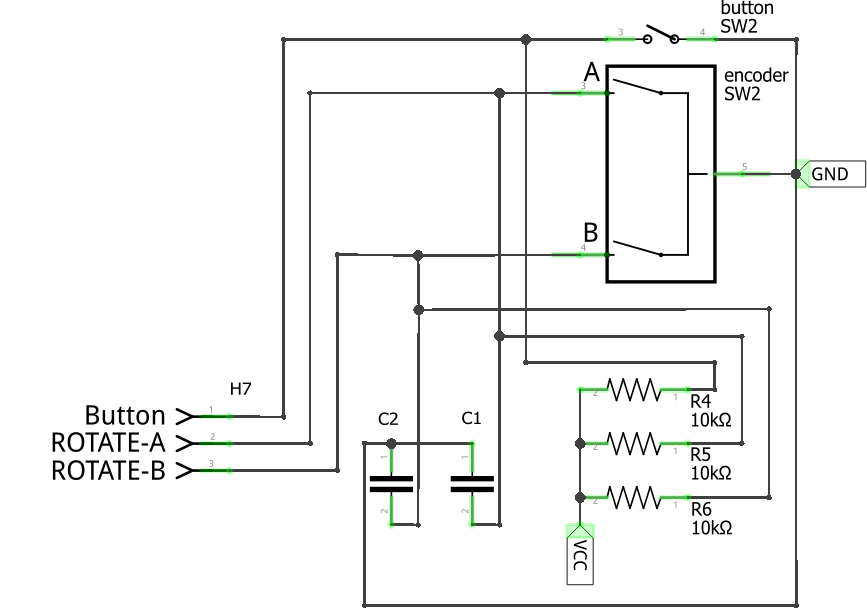 button
SW2
3
4
A
encoder
SW2
3
5
GND
B
4
H7
Button
1
ROTATE-A
2
ROTATE-B
3
C2
C1
1
1
2
2
2
1
R4
10kΩ
2
1
R5
10kΩ
2
1
R6
10kΩ
VCC